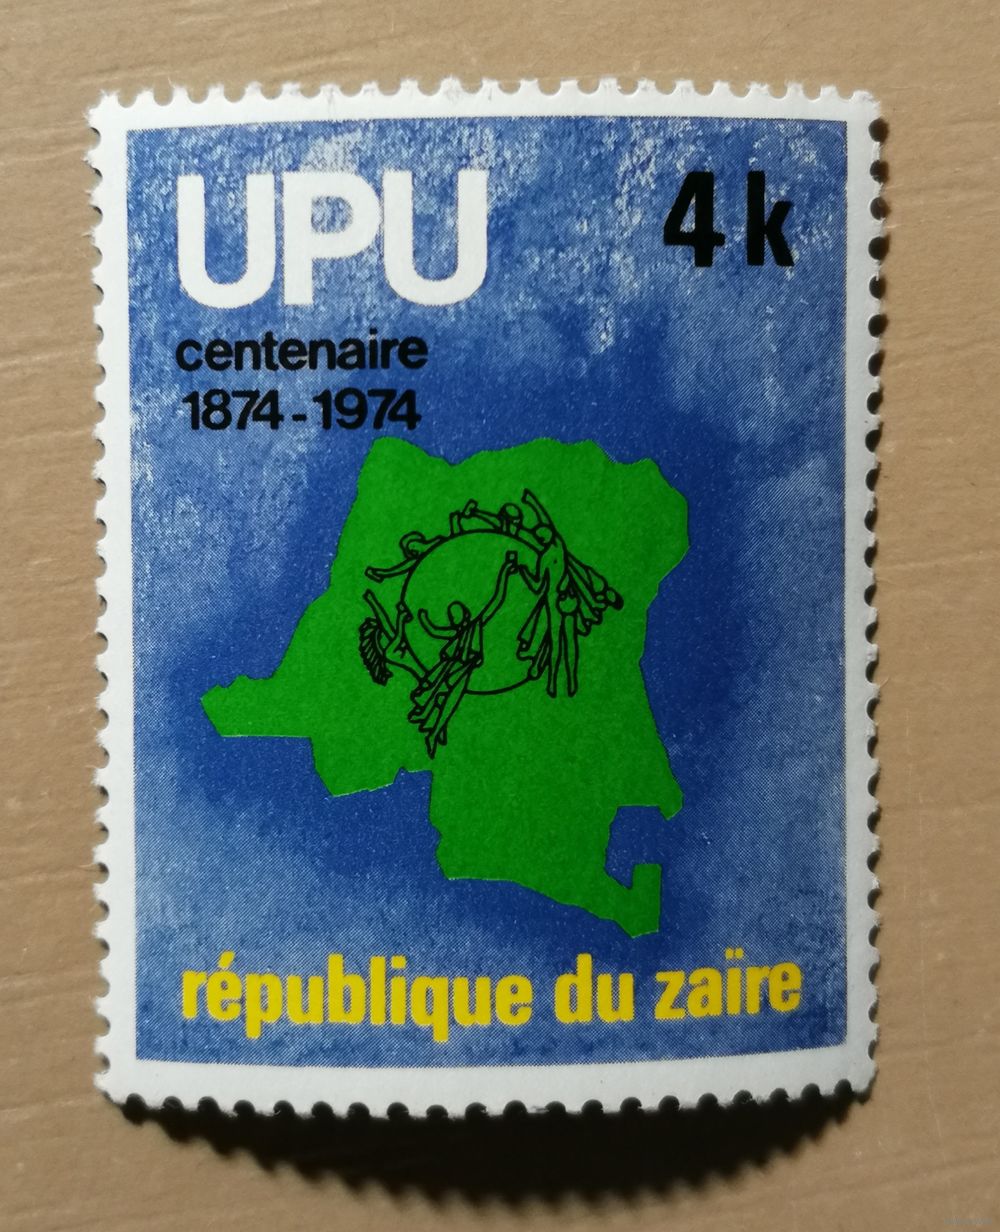 UPU
4 k
centenaire
1874-1974
république du zaïre